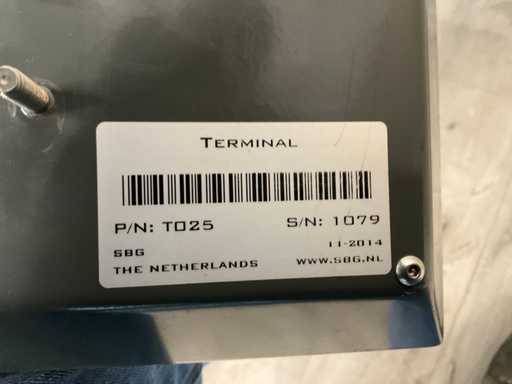 TERMINAL
P/N: T025 S/N: 1079
SBG 11-2014
THE NETHERLANDS WWW.SBG.NL